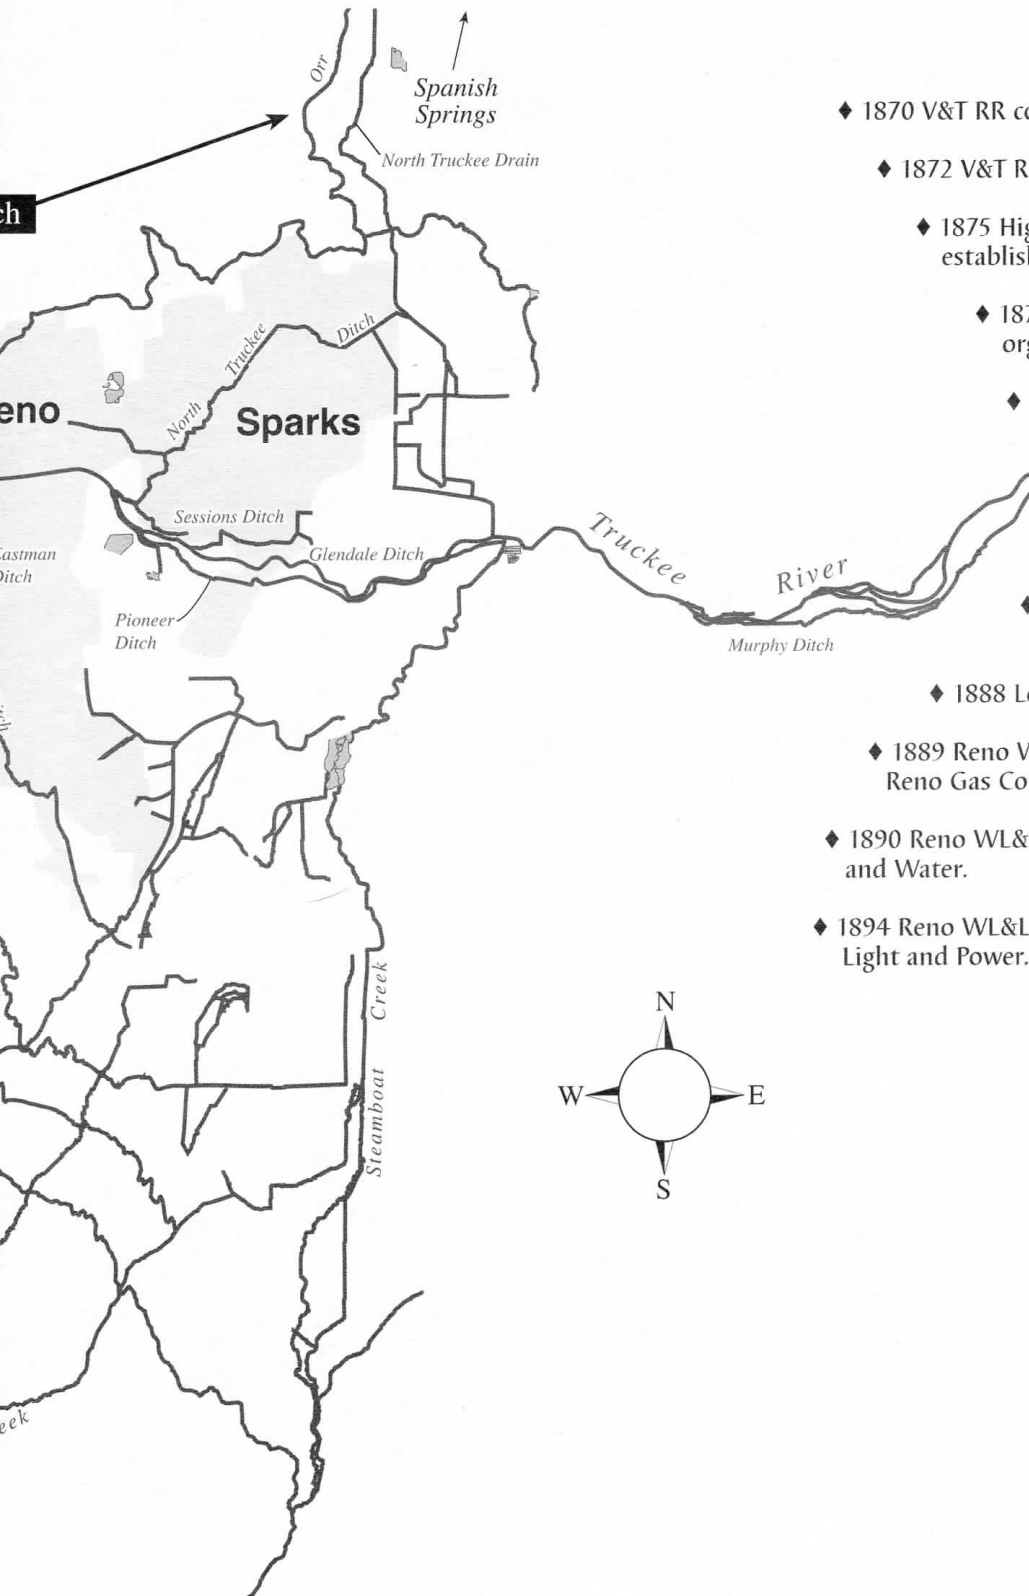 Orr
Spanish
Springs
North Truckee Drain
ch
North Truckee Ditch
eno
Sparks
Sessions Ditch
Glendale Ditch
Eastman
Ditch
Pioneer
Ditch
Truckee River
Murphy Ditch
Steamboat Creek
eek
N
W
E
S
♦ 1870 V&T RR co
♦ 1872 V&T R
♦ 1875 Hig
establish
♦ 187
org
♦
♦
♦ 1888 L
♦ 1889 Reno W
Reno Gas Co
♦ 1890 Reno WL&
and Water.
♦ 1894 Reno WL&L
Light and Power.